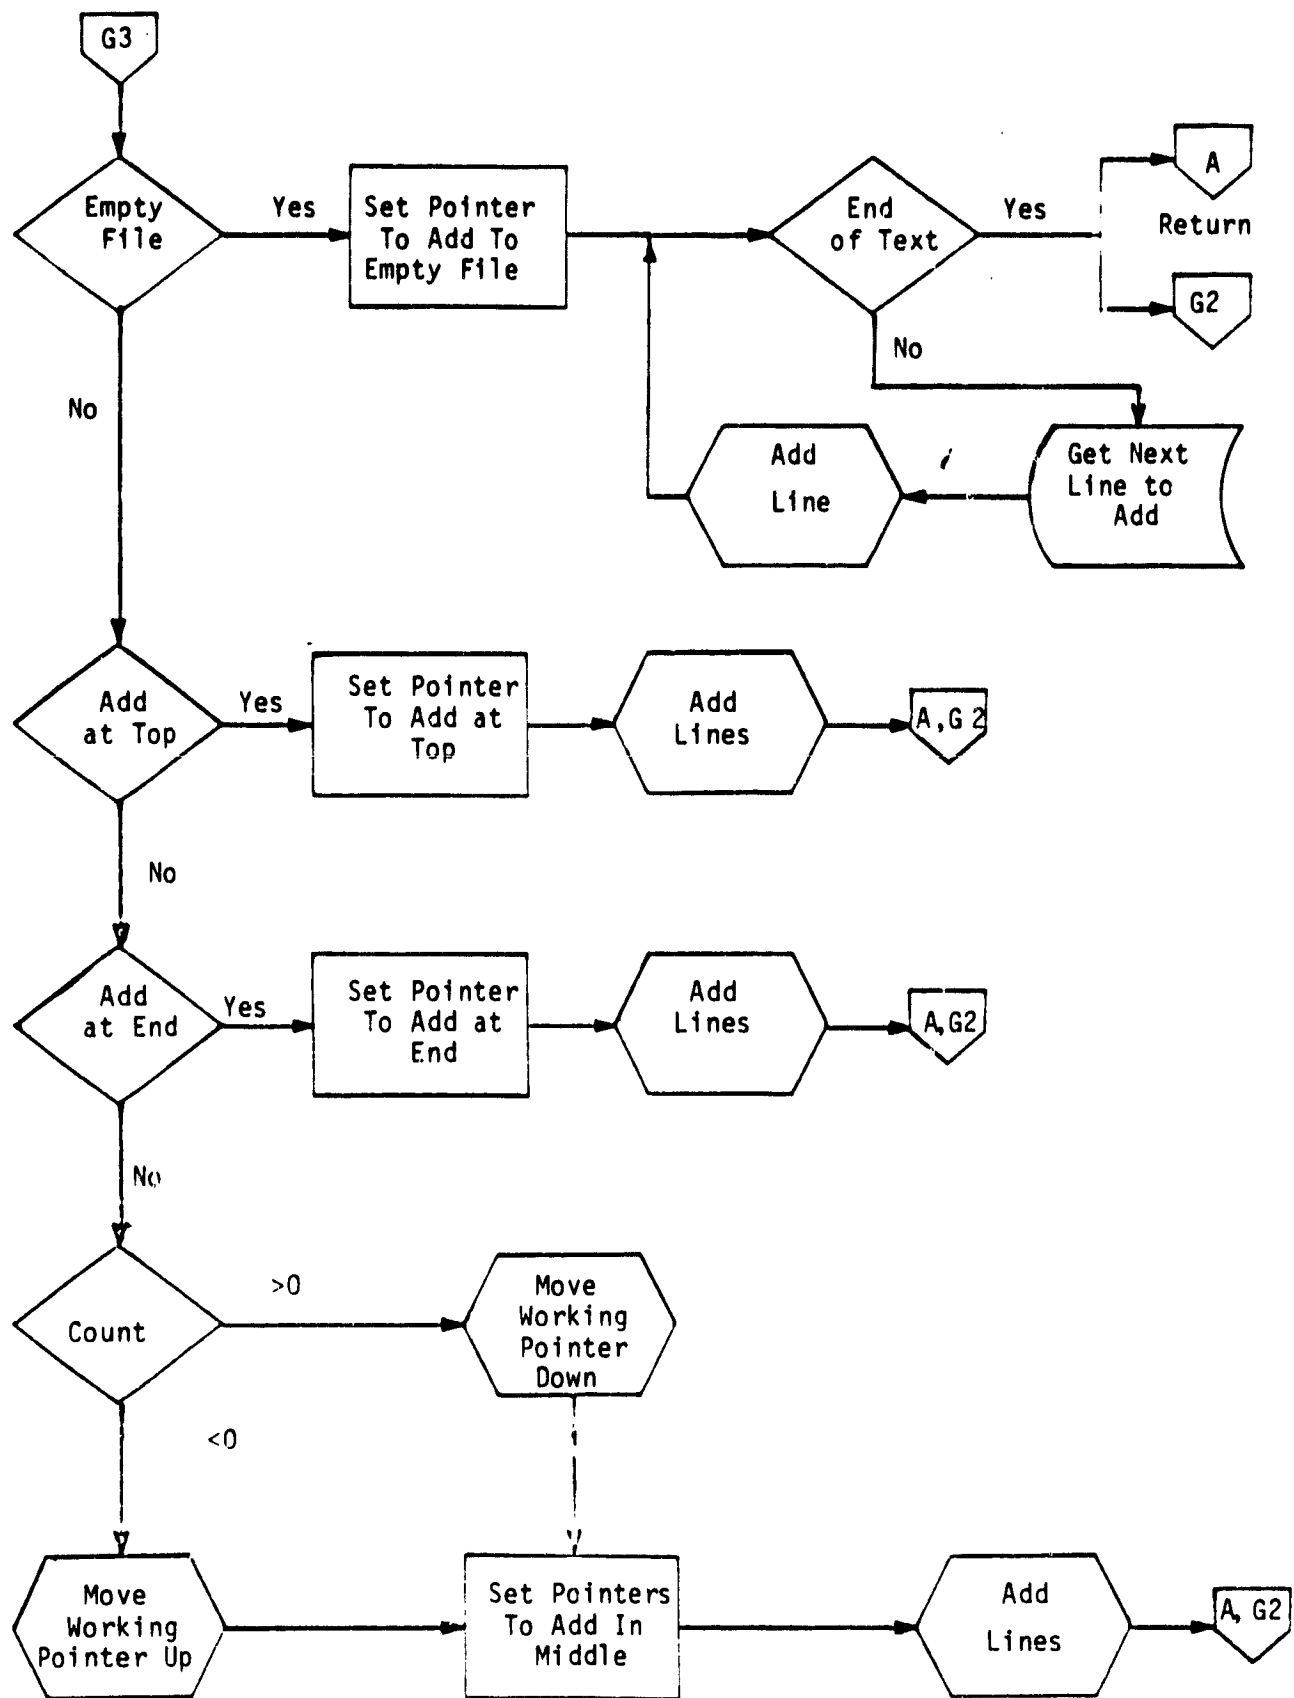 G3
Empty
File
Yes
Set Pointer
To Add To
Empty File
End
of Text
Yes
A
Return
G2
No
No
Add
Line
Get Next
Line to
Add
Add
at Top
Yes
Set Pointer
To Add at
Top
Add
Lines
A,G2
No
Add
at End
Yes
Set Pointer
To Add at
End
Add
Lines
A,G2
No
Count
>0
Move
Working
Pointer
Down
<0
Move
Working
Pointer Up
Set Pointers
To Add In
Middle
Add
Lines
A,G2